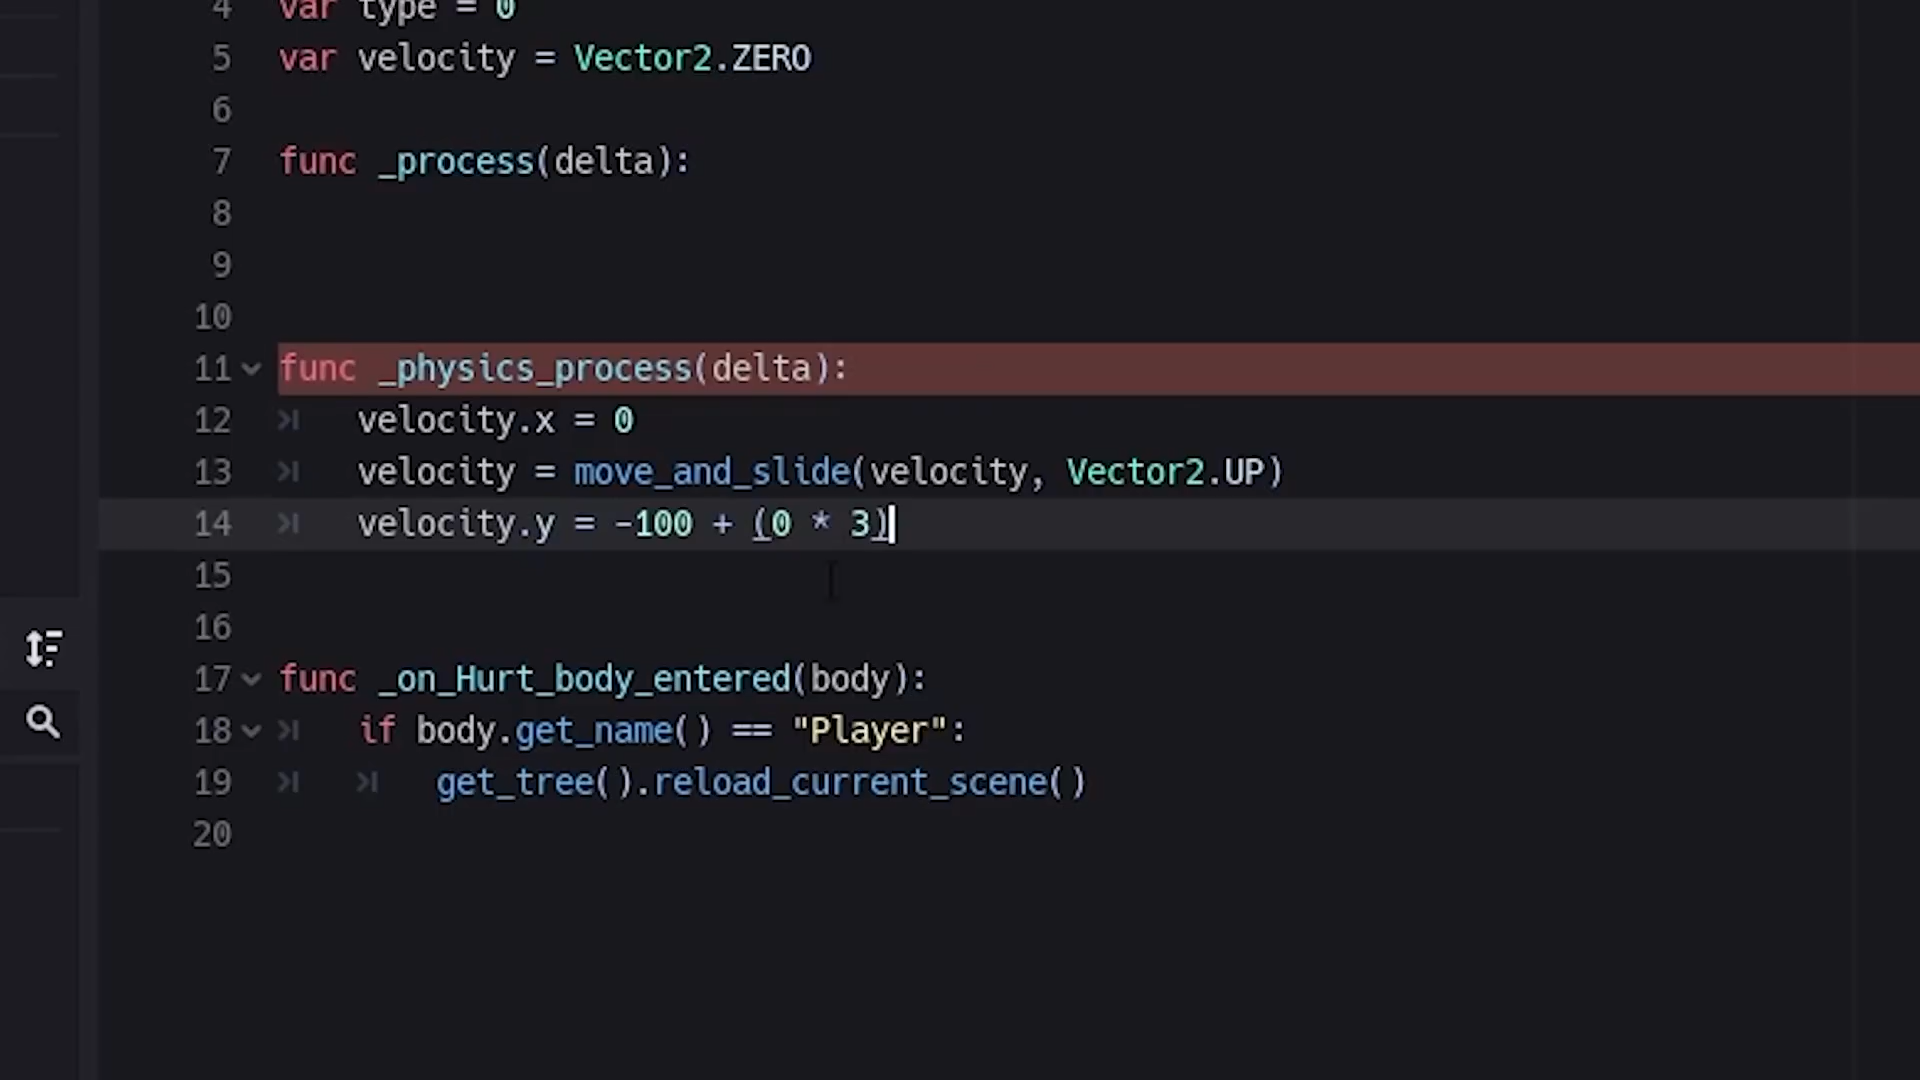 4 var type = 0
5 var velocity = Vector2.ZERO
6
7 func _process(delta):
8
9
10
11 func _physics_process(delta):
12 velocity.x = 0
13 velocity = move_and_slide(velocity, Vector2.UP)
14 velocity.y = -100 + (0 * 3)
15
16
17 func _on_Hurt_body_entered(body):
18 if body.get_name() == "Player":
19 get_tree().reload_current_scene()
20